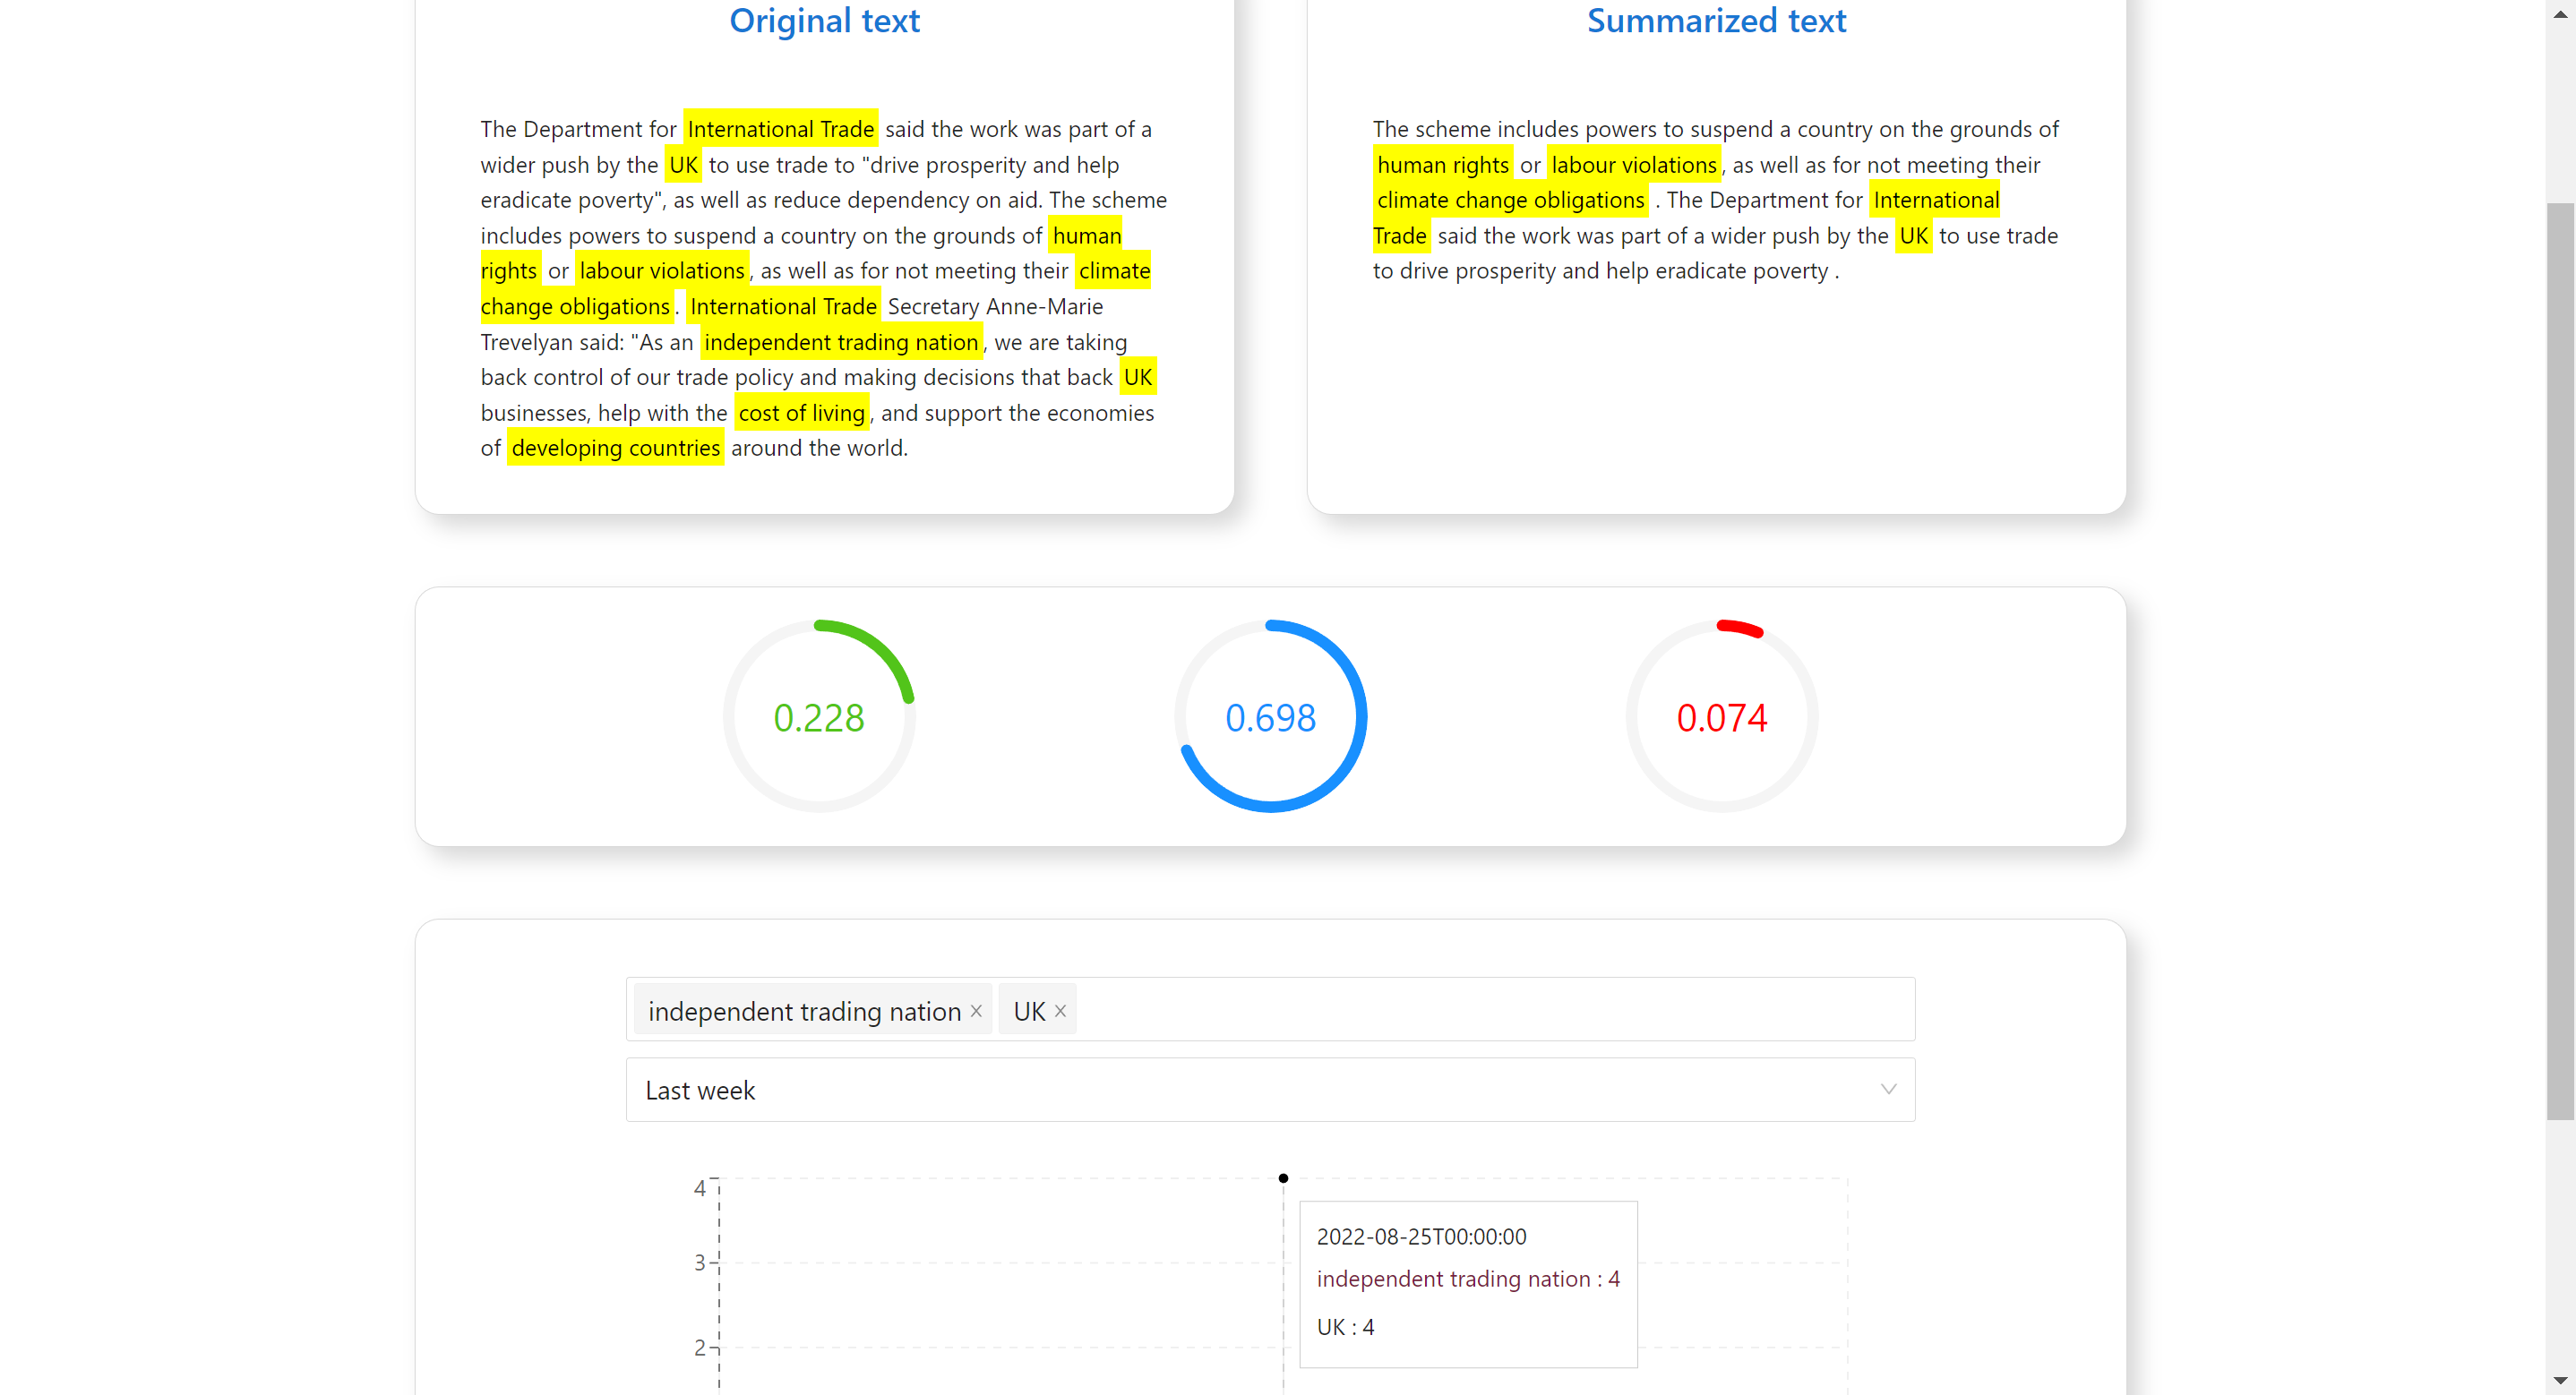 Original text
The Department for International Trade said the work was part of a
wider push by the UK to use trade to "drive prosperity and help
eradicate poverty", as well as reduce dependency on aid. The scheme
includes powers to suspend a country on the grounds of human
rights or labour violations, as well as for not meeting their climate
change obligations. International Trade Secretary Anne-Marie
Trevelyan said: "As an independent trading nation, we are taking
back control of our trade policy and making decisions that back UK
businesses, help with the cost of living, and support the economies
of developing countries around the world.
Summarized text
The scheme includes powers to suspend a country on the grounds of
human rights or labour violations, as well as for not meeting their
climate change obligations . The Department for International
Trade said the work was part of a wider push by the UK to use trade
to drive prosperity and help eradicate poverty .
0.228
0.698
0.074
independent trading nation × UK ×
Last week
4
3
2
2022-08-25T00:00:00
independent trading nation : 4
UK : 4